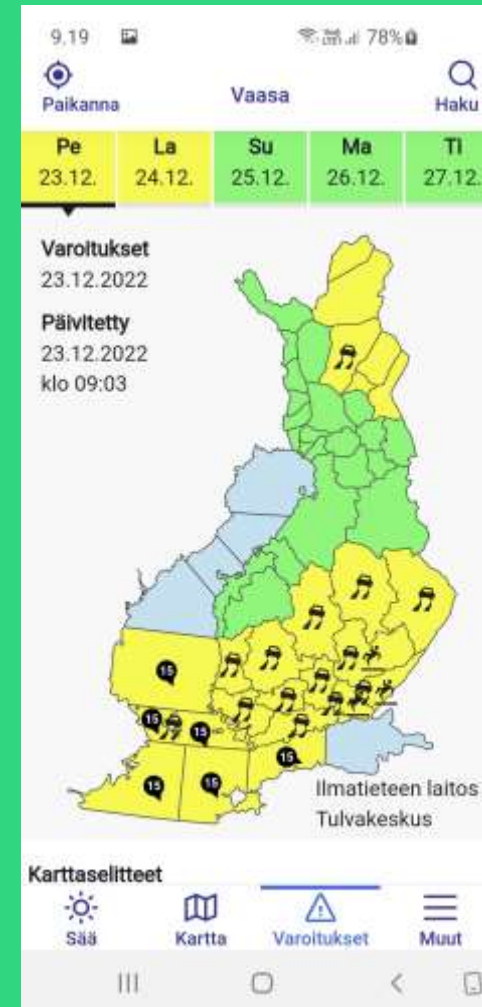 9.19 78%
Paikanna Vaasa Haku
Pe La Su Ma Ti
23.12. 24.12. 25.12. 26.12. 27.12.
Varoitukset
23.12.2022
Päivitetty
23.12.2022
klo 09:03
15
15
15
15
15
15
Ilmatieteen laitos
Tulvakeskus
Karttaselitteet
Sää Kartta Varoitukset Muut